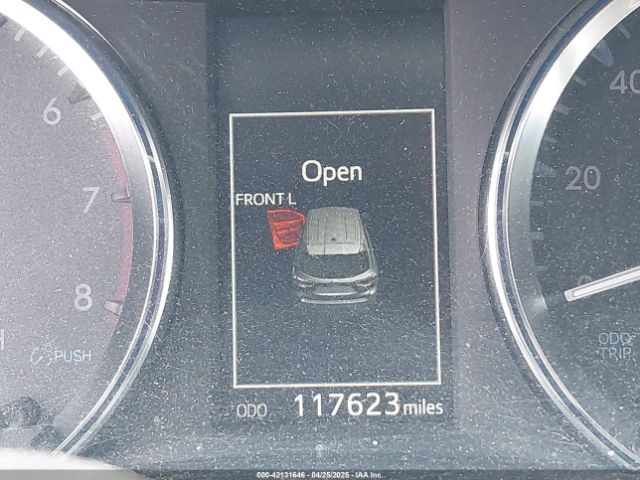 Open
FRONT L
6
7
8
PUSH
40
20
ODO
TRIP
ODO 117623 miles
000-42131646 - 04/25/2025 - IAA Inc.